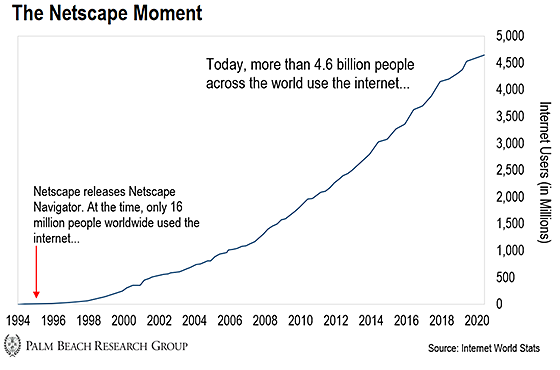 The Netscape Moment
Today, more than 4.6 billion people
across the world use the internet...
Netscape releases Netscape
Navigator. At the time, only 16
million people worldwide used the
internet...
5,000
4,500
4,000
3,500
3,000
2,500
2,000
1,500
1,000
500
0
Internet Users (in Millions)
1994 1996 1998 2000 2002 2004 2006 2008 2010 2012 2014 2016 2018 2020
PALM BEACH RESEARCH GROUP
Source: Internet World Stats